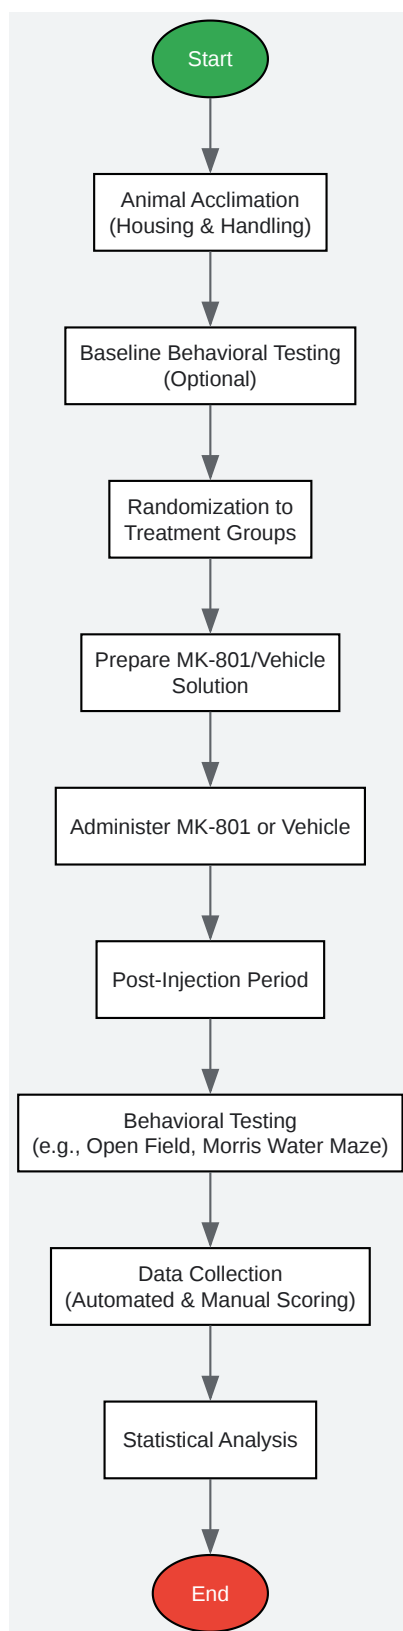 Start
Animal Acclimation
(Housing & Handling)
Baseline Behavioral Testing
(Optional)
Randomization to
Treatment Groups
Prepare MK-801/Vehicle
Solution
Administer MK-801 or Vehicle
Post-Injection Period
Behavioral Testing
(e.g., Open Field, Morris Water Maze)
Data Collection
(Automated & Manual Scoring)
Statistical Analysis
End